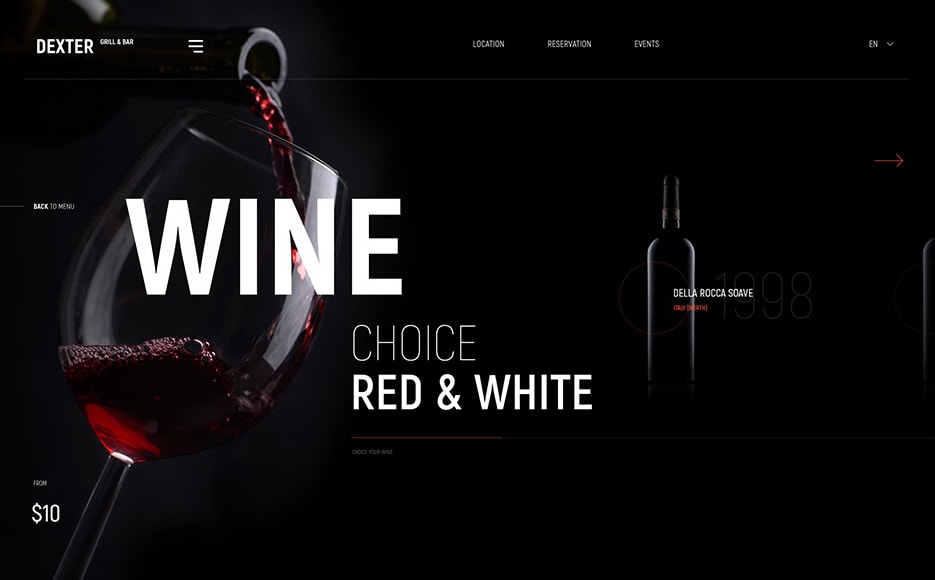 DEXTER GRILL & BAR
LOCATION RESERVATION EVENTS
EN
BACK TO MENU
WINE
CHOICE
RED & WHITE
CHOOSE YOUR WINE
1998
DELLA ROCCA SOAVE
ITALY (NORTH)
FROM
$10